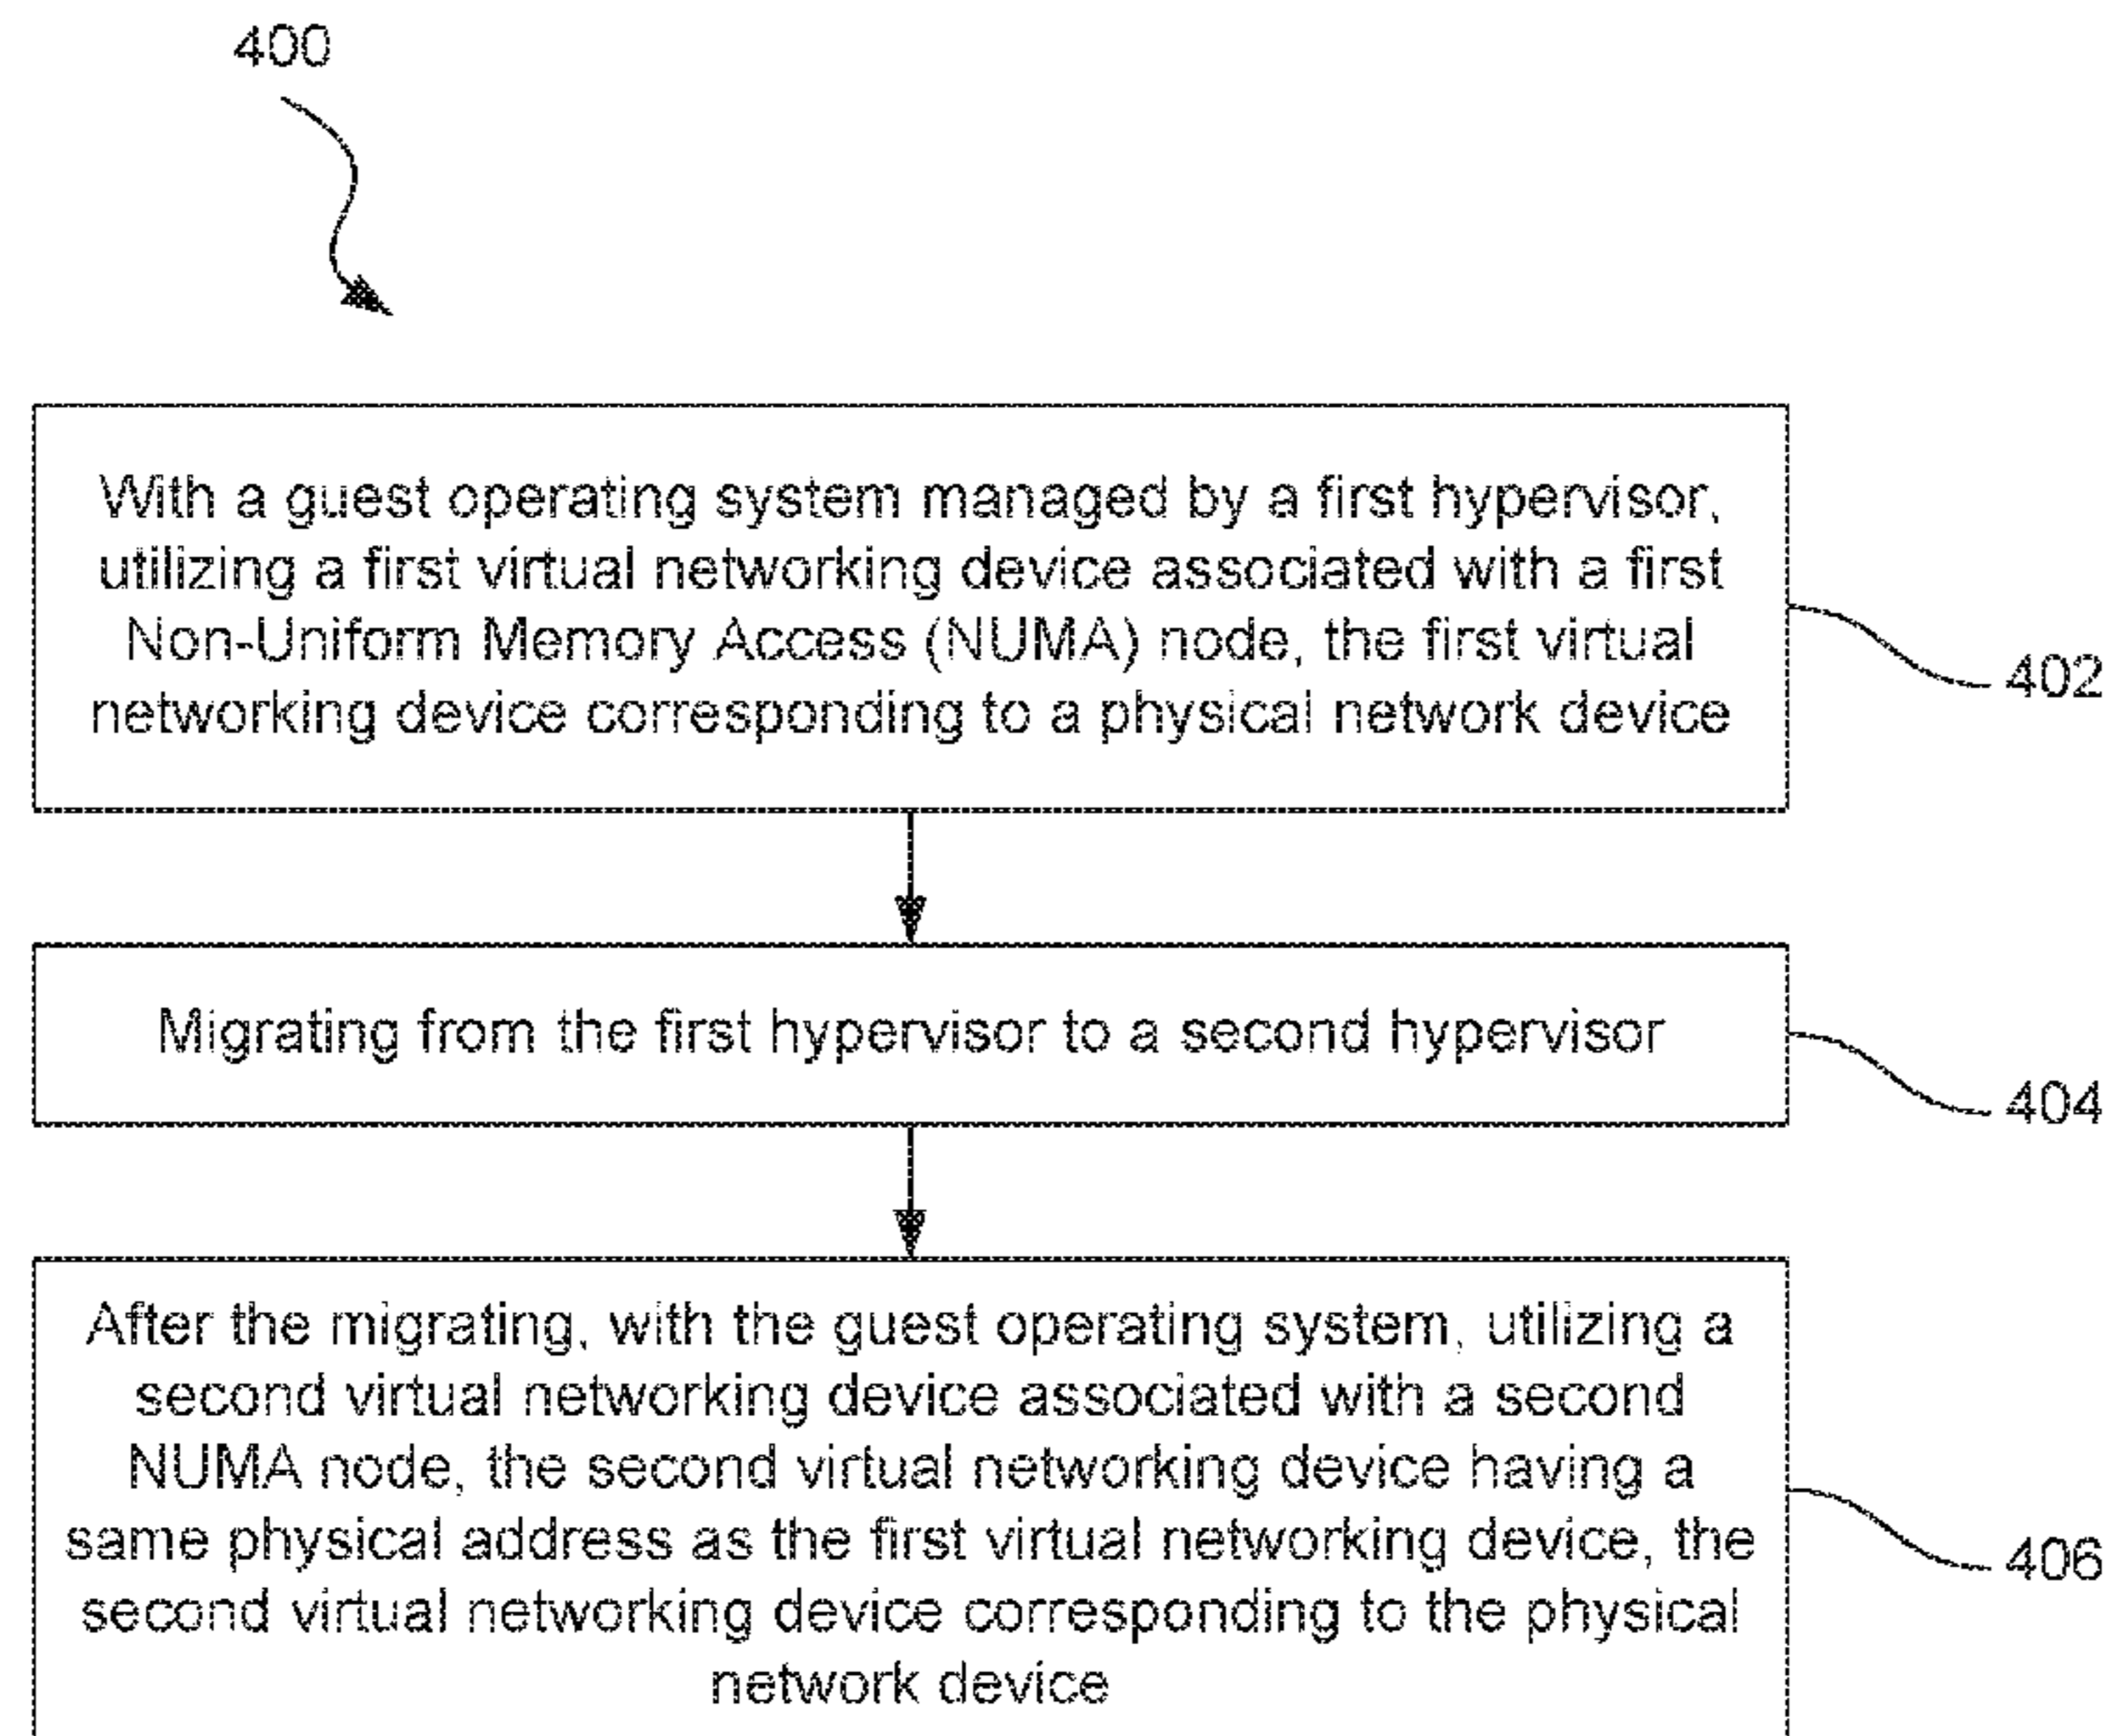 400
With a guest operating system managed by a first hypervisor,
utilizing a first virtual networking device associated with a first
Non-Uniform Memory Access (NUMA) node, the first virtual
networking device corresponding to a physical network device
402
Migrating from the first hypervisor to a second hypervisor
404
After the migrating, with the guest operating system, utilizing a
second virtual networking device associated with a second
NUMA node, the second virtual networking device having a
same physical address as the first virtual networking device, the
second virtual networking device corresponding to the physical
network device
406